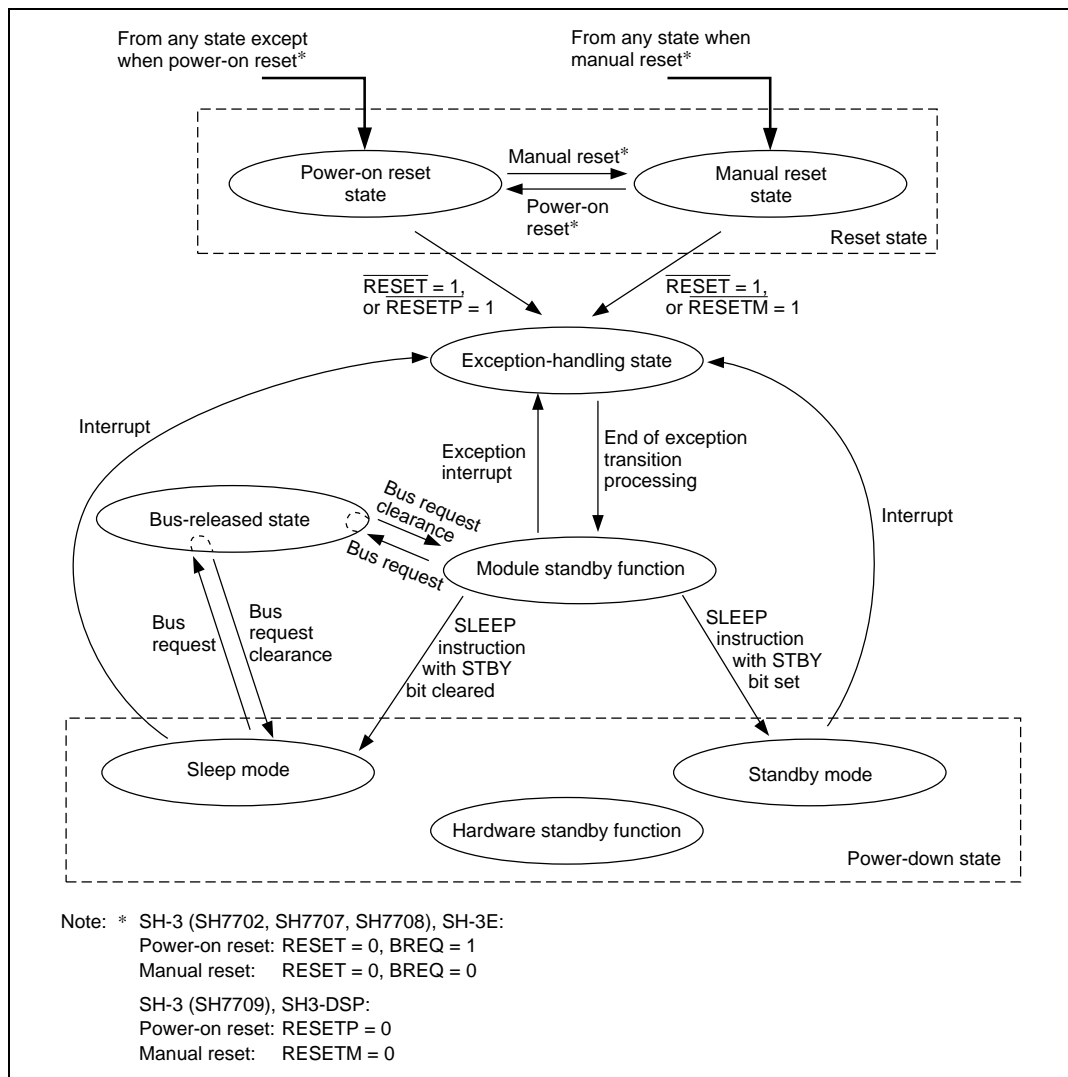 From any state except
when power-on reset*
From any state when
manual reset*
Power-on reset
state
Manual reset*
Power-on
reset*
Manual reset
state
Reset state
RESET = 1,
or RESETP = 1
RESET = 1,
or RESETM = 1
Exception-handling state
Interrupt
Exception
interrupt
End of exception
transition
processing
Interrupt
Bus-released state
Bus request
clearance
Bus request
Module standby function
Bus
request
Bus
request
clearance
SLEEP
instruction
with STBY
bit cleared
SLEEP
instruction
with STBY
bit set
Sleep mode
Standby mode
Hardware standby function
Power-down state
Note: * SH-3 (SH7702, SH7707, SH7708), SH-3E:
Power-on reset: RESET = 0, BREQ = 1
Manual reset: RESET = 0, BREQ = 0
SH-3 (SH7709), SH3-DSP:
Power-on reset: RESETP = 0
Manual reset: RESETM = 0